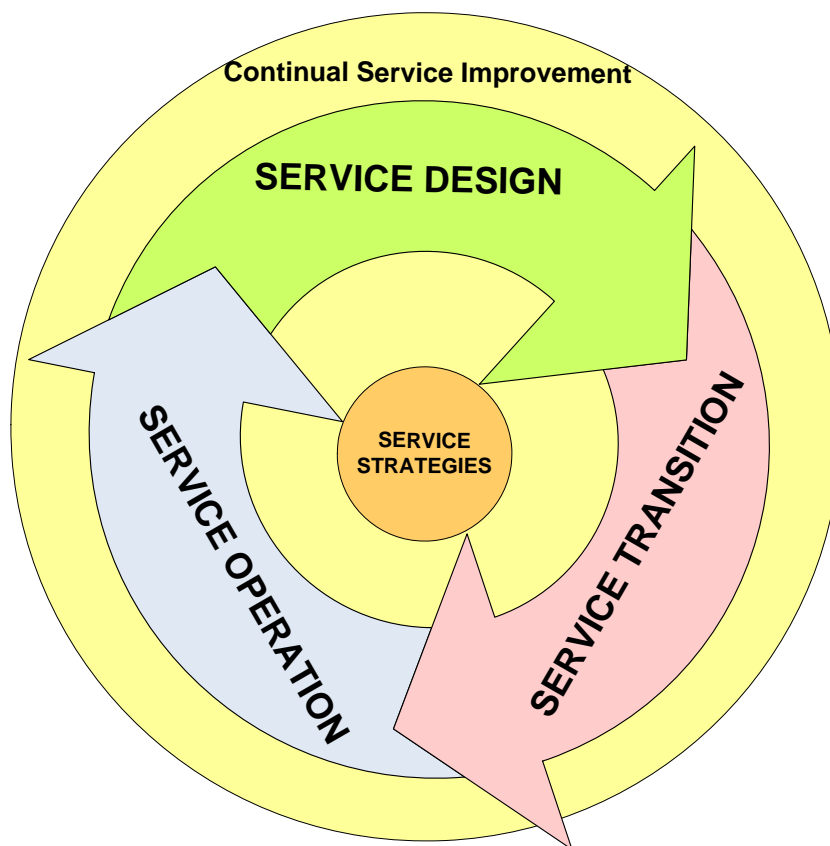 Continual Service Improvement
SERVICE DESIGN
SERVICE
STRATEGIES
SERVICE TRANSITION
SERVICE OPERATION